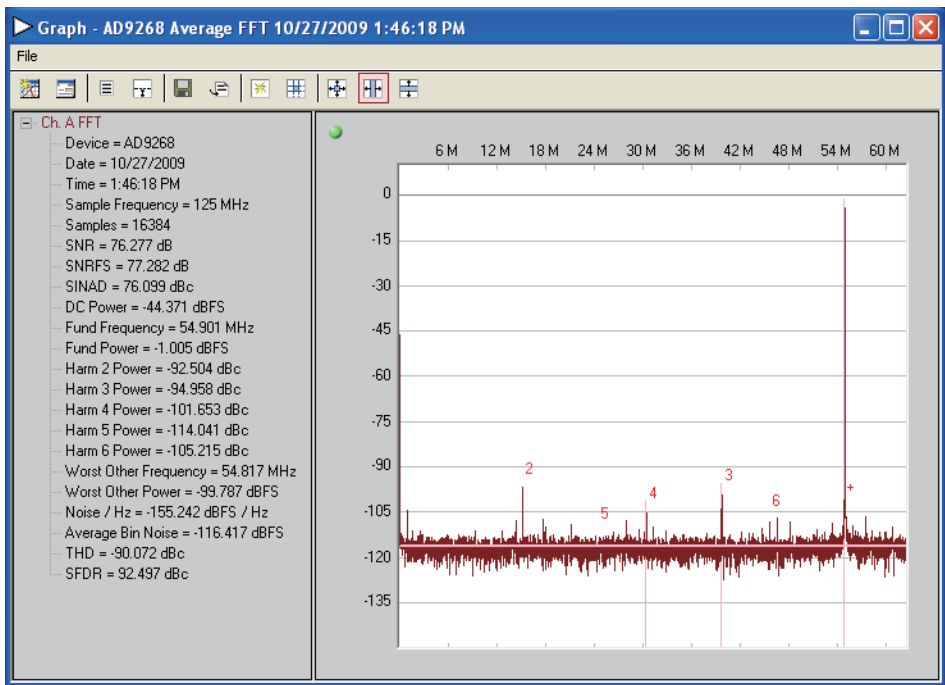 Graph - AD9268 Average FFT 10/27/2009 1:46:18 PM
File
Ch. A FFT
Device = AD9268
Date = 10/27/2009
Time = 1:46:18 PM
Sample Frequency = 125 MHz
Samples = 16384
SNR = 76.277 dB
SNRFS = 77.282 dB
SINAD = 76.099 dBc
DC Power = -44.371 dBFS
Fund Frequency = 54.901 MHz
Fund Power = -1.005 dBFS
Harm 2 Power = -92.504 dBc
Harm 3 Power = -94.958 dBc
Harm 4 Power = -101.653 dBc
Harm 5 Power = -114.041 dBc
Harm 6 Power = -105.215 dBc
Worst Other Frequency = 54.817 MHz
Worst Other Power = -99.787 dBFS
Noise / Hz = -155.242 dBFS / Hz
Average Bin Noise = -116.417 dBFS
THD = -90.072 dBc
SFDR = 92.497 dBc
6 M 12 M 18 M 24 M 30 M 36 M 42 M 48 M 54 M 60 M
0
-15
-30
-45
-60
-75
-90
-105
-120
-135
2
3
4
+
6
5